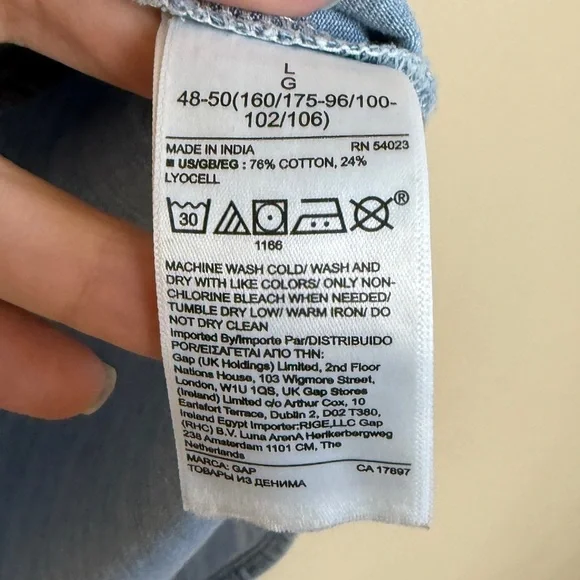 L
G
48-50(160/175-96/100-
102/106)
MADE IN INDIA RN 54023
■ US/GB/EG : 76% COTTON, 24%
LYOCELL
30
®
1166
MACHINE WASH COLD/ WASH AND
DRY WITH LIKE COLORS/ ONLY NON-
CHLORINE BLEACH WHEN NEEDED/
TUMBLE DRY LOW/ WARM IRON/ DO
NOT DRY CLEAN
Imported By/Importe Par/DISTRIBUIDO
POR/ΕΙΣΑΓΕΤΑΙ ΑΠΟ ΤΗΝ:
Gap (UK Holdings) Limited, 2nd Floor
Nations House, 103 Wigmore Street,
London, W1U 1QS, UK Gap Stores
(Ireland) Limited c/o Arthur Cox, 10
Earlsfort Terrace, Dublin 2, D02 T380,
Ireland Egypt Importer:RIGE,LLC Gap
(RHC) B.V. Luna ArenA Herikerbergweg
238 Amsterdam 1101 CM, The
Netherlands
MARCA: GAP CA 17897
ТОВАРЫ ИЗ ДЕНИМА